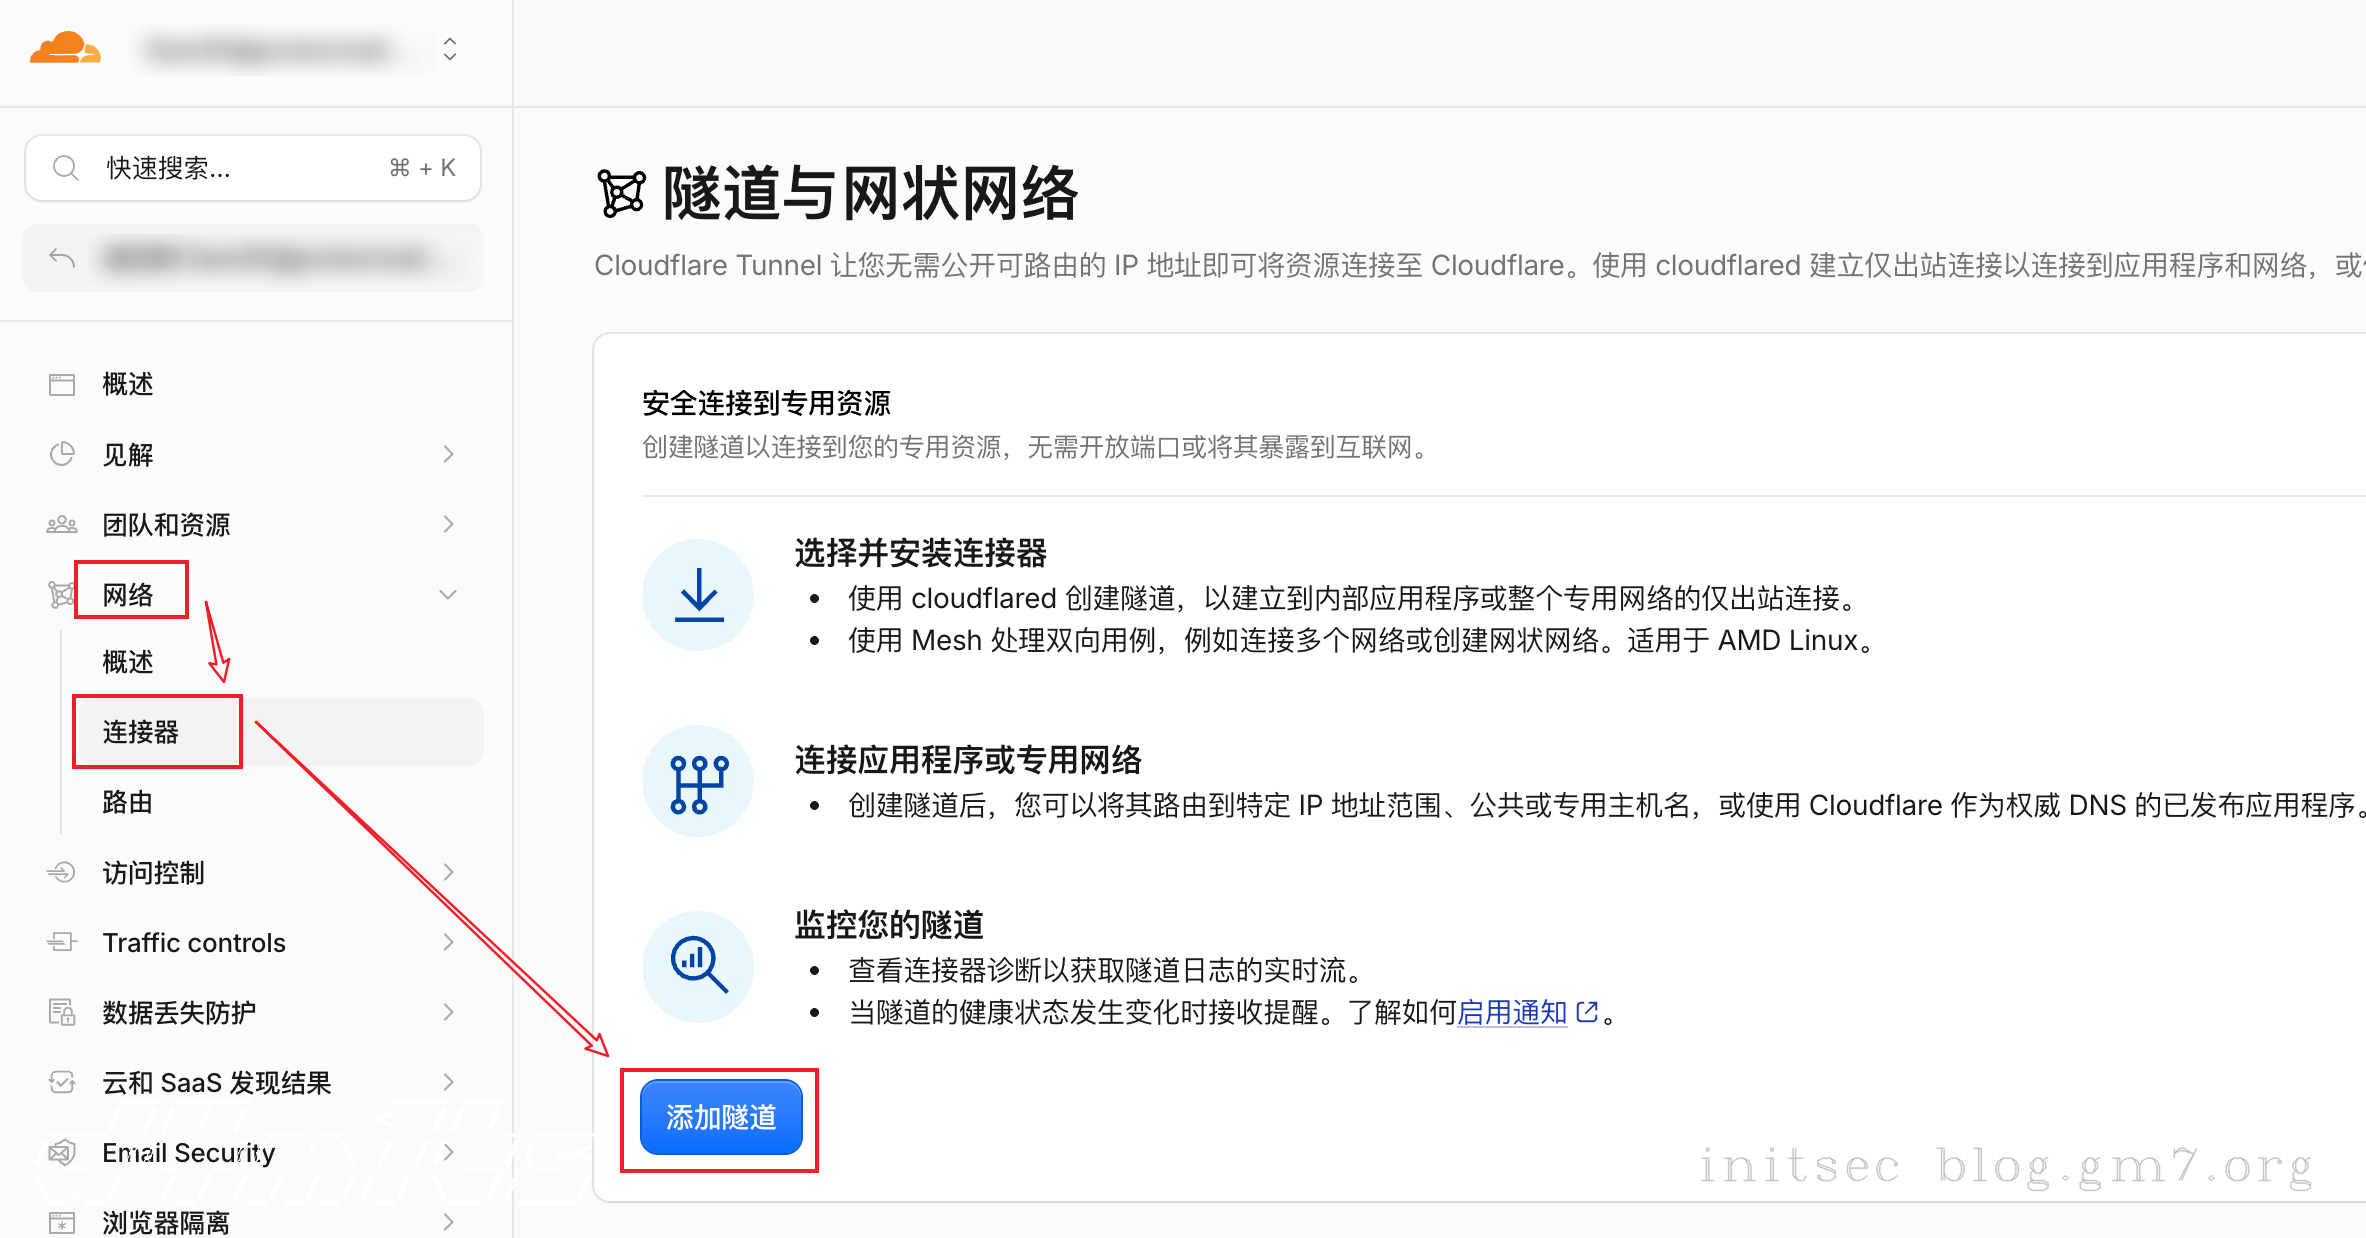 快速搜索...
⌘ + K
概述
见解
团队和资源
网络
概述
连接器
路由
访问控制
Traffic controls
数据丢失防护
云和 SaaS 发现结果
Email Security
浏览器隔离
隧道与网状网络
Cloudflare Tunnel 让您无需公开可路由的 IP 地址即可将资源连接至 Cloudflare。使用 cloudflared 建立仅出站连接以连接到应用程序和网络，或
安全连接到专用资源
创建隧道以连接到您的专用资源，无需开放端口或将其暴露到互联网。
选择并安装连接器
• 使用 cloudflared 创建隧道，以建立到内部应用程序或整个专用网络的仅出站连接。
• 使用 Mesh 处理双向用例，例如连接多个网络或创建网状网络。适用于 AMD Linux。
连接应用程序或专用网络
• 创建隧道后，您可以将其路由到特定 IP 地址范围、公共或专用主机名，或使用 Cloudflare 作为权威 DNS 的已发布应用程序。
监控您的隧道
• 查看连接器诊断以获取隧道日志的实时流。
• 当隧道的健康状态发生变化时接收提醒。了解如何启用通知。
添加隧道
initsec blog.gm7.org